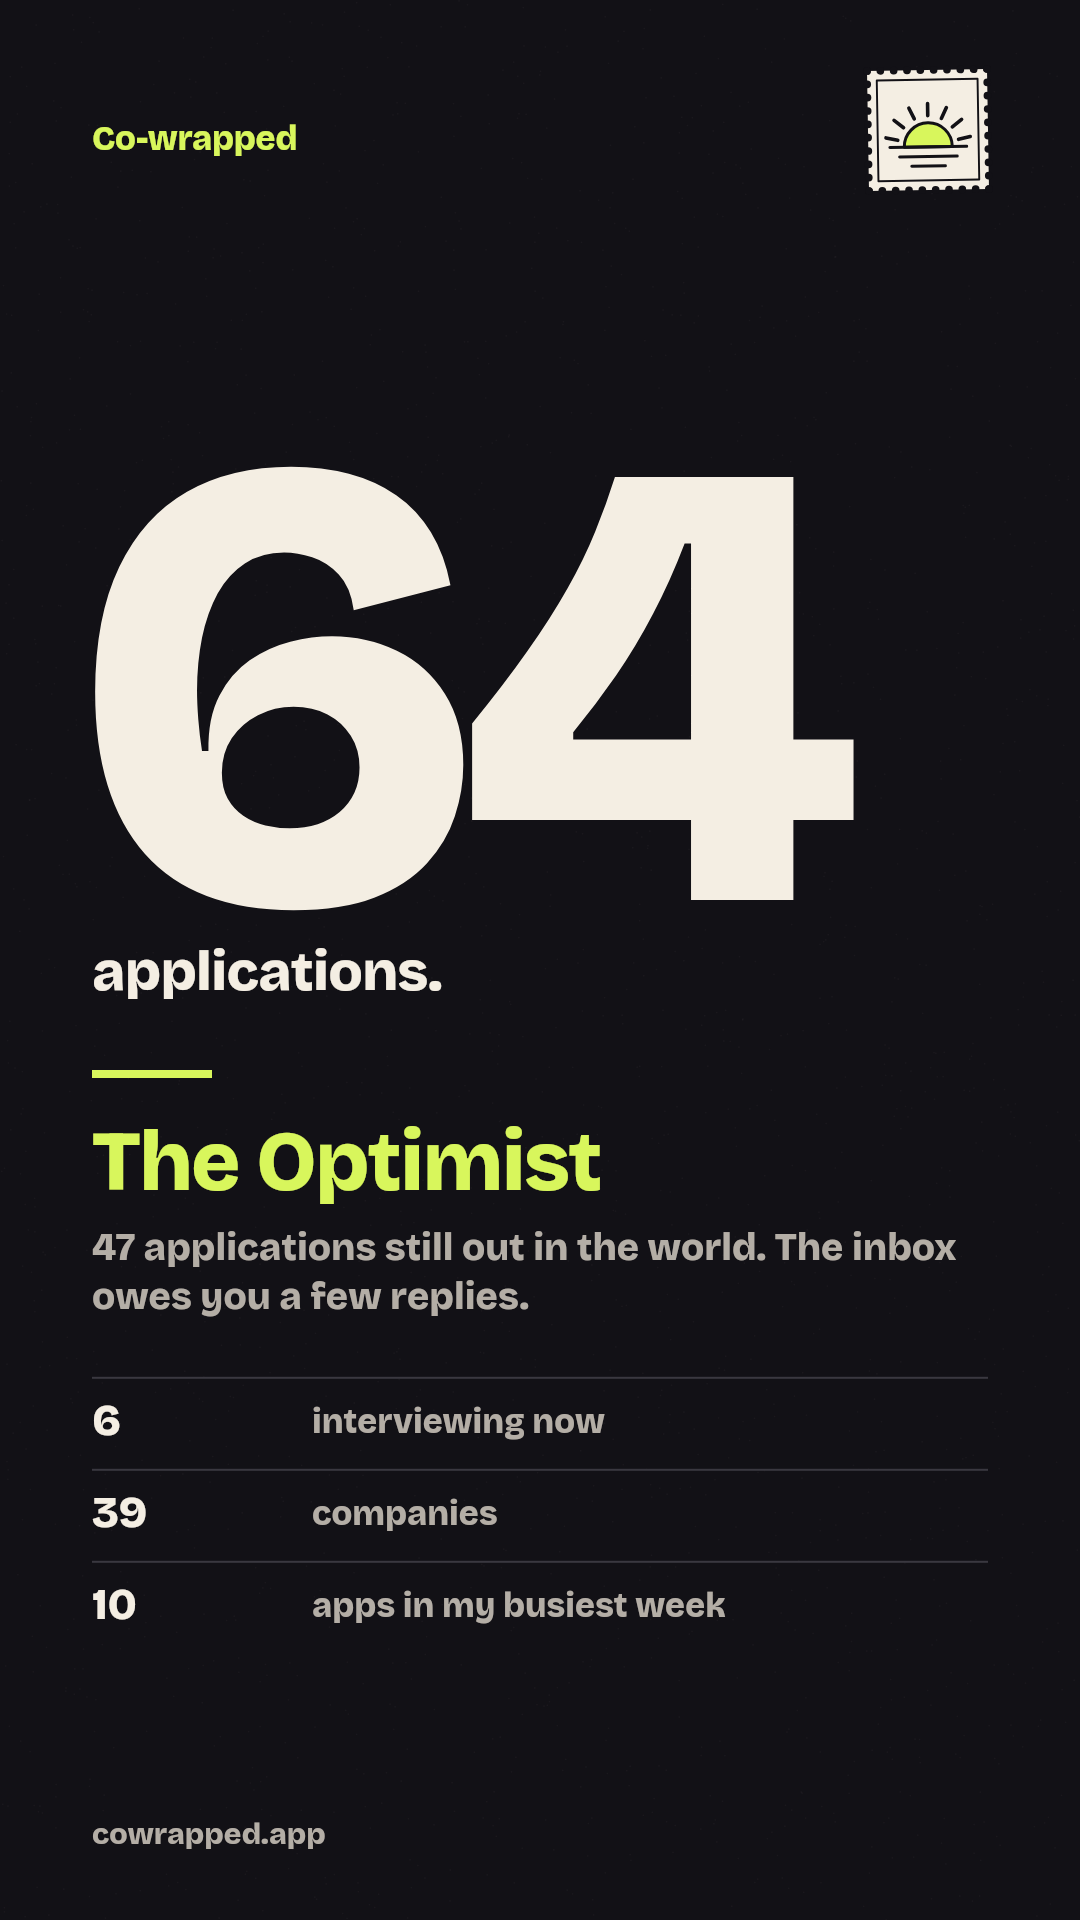 Co-wrapped
64
applications.
The Optimist
47 applications still out in the world. The inbox
owes you a few replies.
6 interviewing now
39 companies
10 apps in my busiest week
cowrapped.app